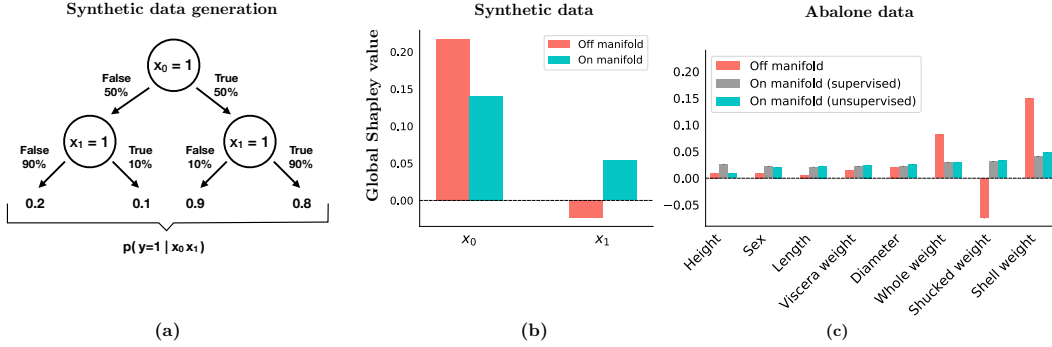 Synthetic data generation
x0 = 1
False
50%
True
50%
x1 = 1
x1 = 1
False
90%
True
10%
False
10%
True
90%
0.2
0.1
0.9
0.8
p( y=1 | x0 x1 )
(a)
Synthetic data
Global Shapley value
0.20
0.15
0.10
0.05
0.00
Off manifold
On manifold
x0
x1
(b)
Abalone data
0.20
0.15
0.10
0.05
0.00
−0.05
Off manifold
On manifold (supervised)
On manifold (unsupervised)
Height
Sex
Length
Viscera weight
Diameter
Whole weight
Shucked weight
Shell weight
(c)